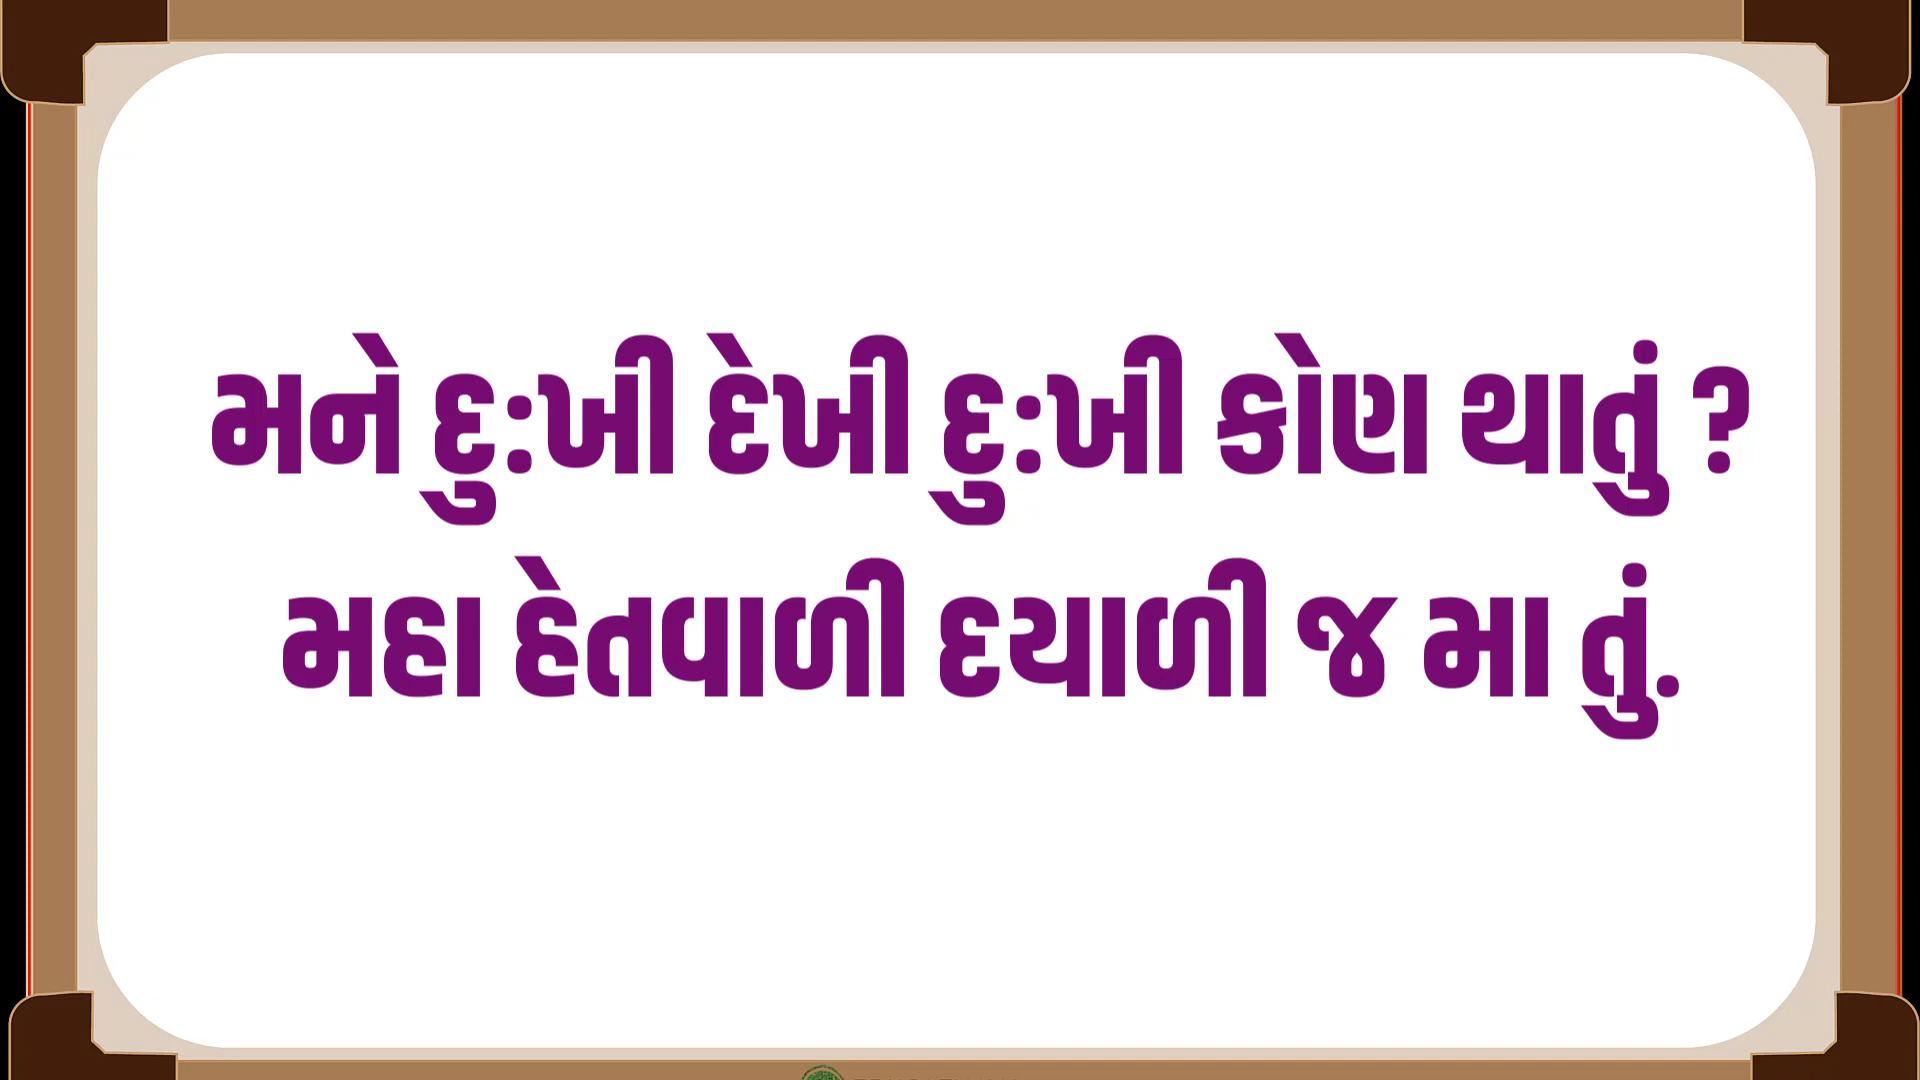 મને દુ:ખી દેખી દુ:ખી કોણ થાતું ?
મહા હેતવાળી દયાળી જ મા તું.